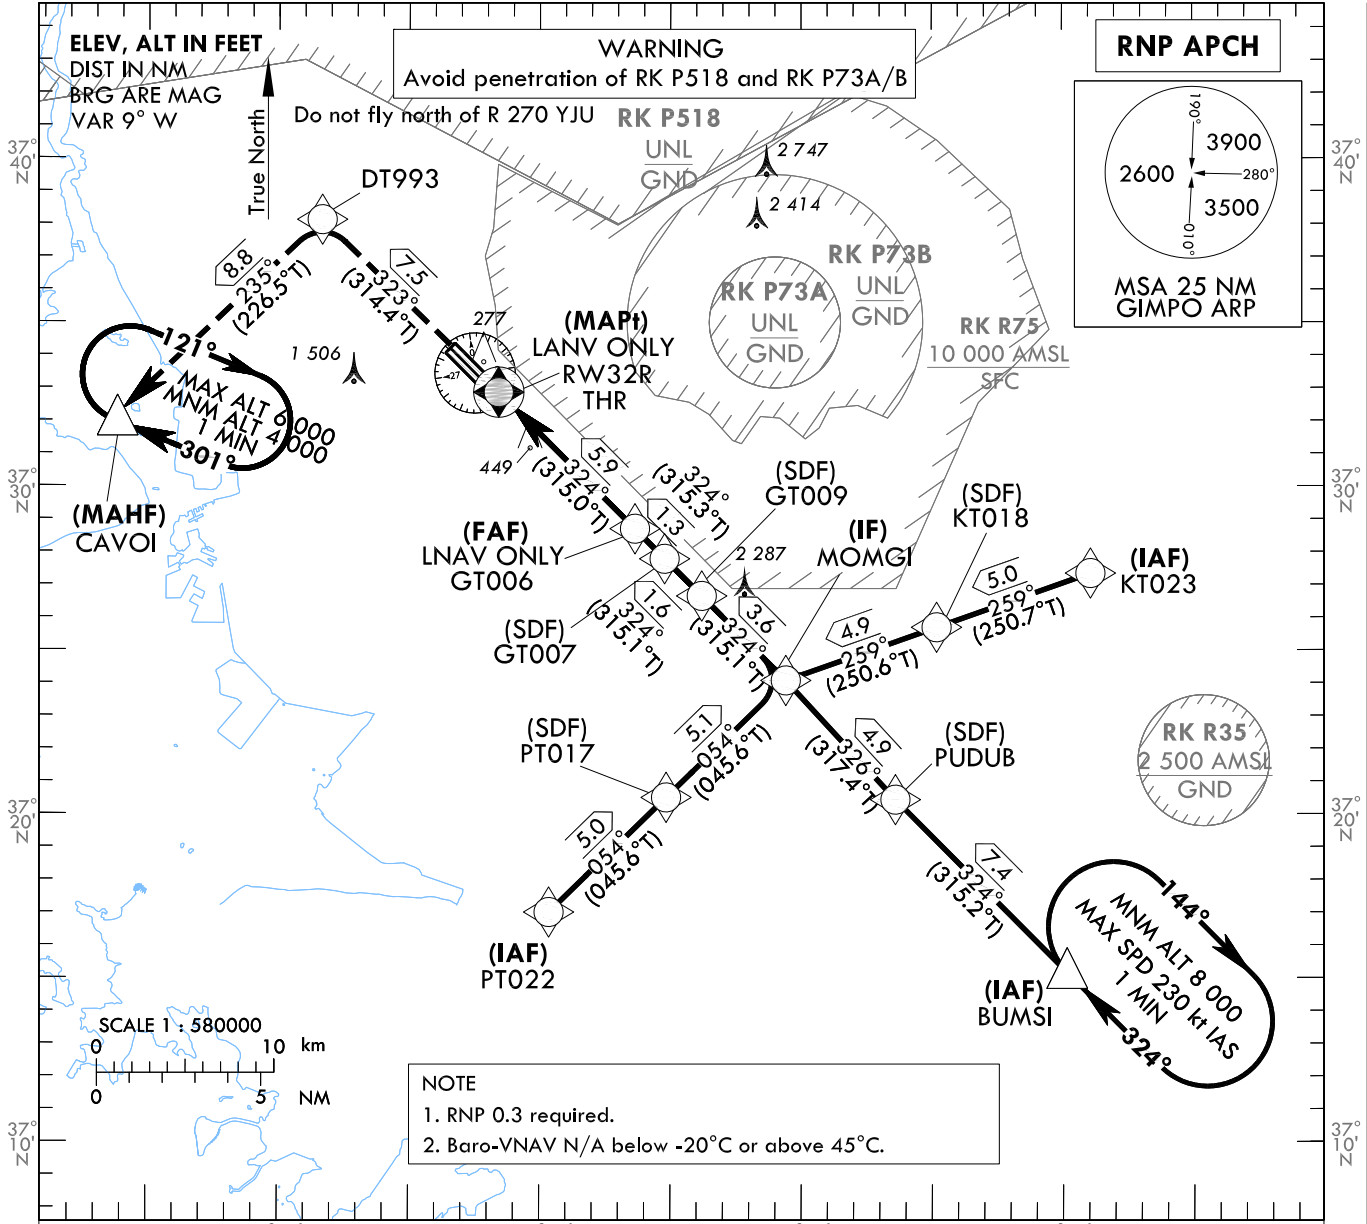 ELEV, ALT IN FEET
DIST IN NM
BRG ARE MAG
VAR 9° W
True North
WARNING
Avoid penetration of RK P518 and RK P73A/B
Do not fly north of R 270 YJU
RNP APCH
190°
3900
2600
280°
3500
010°
MSA 25 NM
GIMPO ARP
RK P518
UNL
GND
2 747
2 414
RK P73B
UNL
GND
RK P73A
UNL
GND
RK R75
10 000 AMSL
SFC
37°
40'
N
37°
40'
N
DT993
8.8
235°
(226.5°T)
7.5
323°
(314.4°T)
277
27
(MAPt)
LANV ONLY
RW32R
THR
1 506
121°
MAX ALT 6 000
MNM ALT 4 000
1 MIN
301°
(MAHF)
CAVOI
37°
30'
N
37°
30'
N
449
5.9
324°
(315.0°T)
324°
(315.3°T)
1.3
(SDF)
GT009
(SDF)
KT018
(IF)
MOMGI
(FAF)
LNAV ONLY
GT006
2 287
(IAF)
KT023
5.0
259°
(250.7°T)
4.9
259°
(250.6°T)
(SDF)
GT007
1.6
324°
(315.1°T)
3.6
324°
(315.1°T)
(SDF)
PT017
5.1
054°
(045.6°T)
4.9
326°
(317.4°T)
(SDF)
PUDUB
RK R35
2 500 AMSL
GND
37°
20'
N
37°
20'
N
5.0
054°
(045.6°T)
7.4
324°
(315.2°T)
(IAF)
PT022
(IAF)
BUMSI
144°
MNM ALT 8 000
MAX SPD 230 kt IAS
1 MIN
324°
SCALE 1 : 580000
0 10 km
0 5 NM
37°
10'
N
37°
10'
N
NOTE
1. RNP 0.3 required.
2. Baro-VNAV N/A below -20°C or above 45°C.